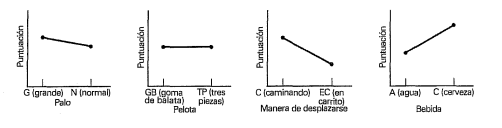 Puntuación
G (grande) N (normal)
Palo
Puntuación
GB (goma de balata) TP (tres piezas)
Pelota
Puntuación
C (caminando) EC (en carrito)
Manera de desplazarse
Puntuación
A (agua) C (cerveza)
Bebida